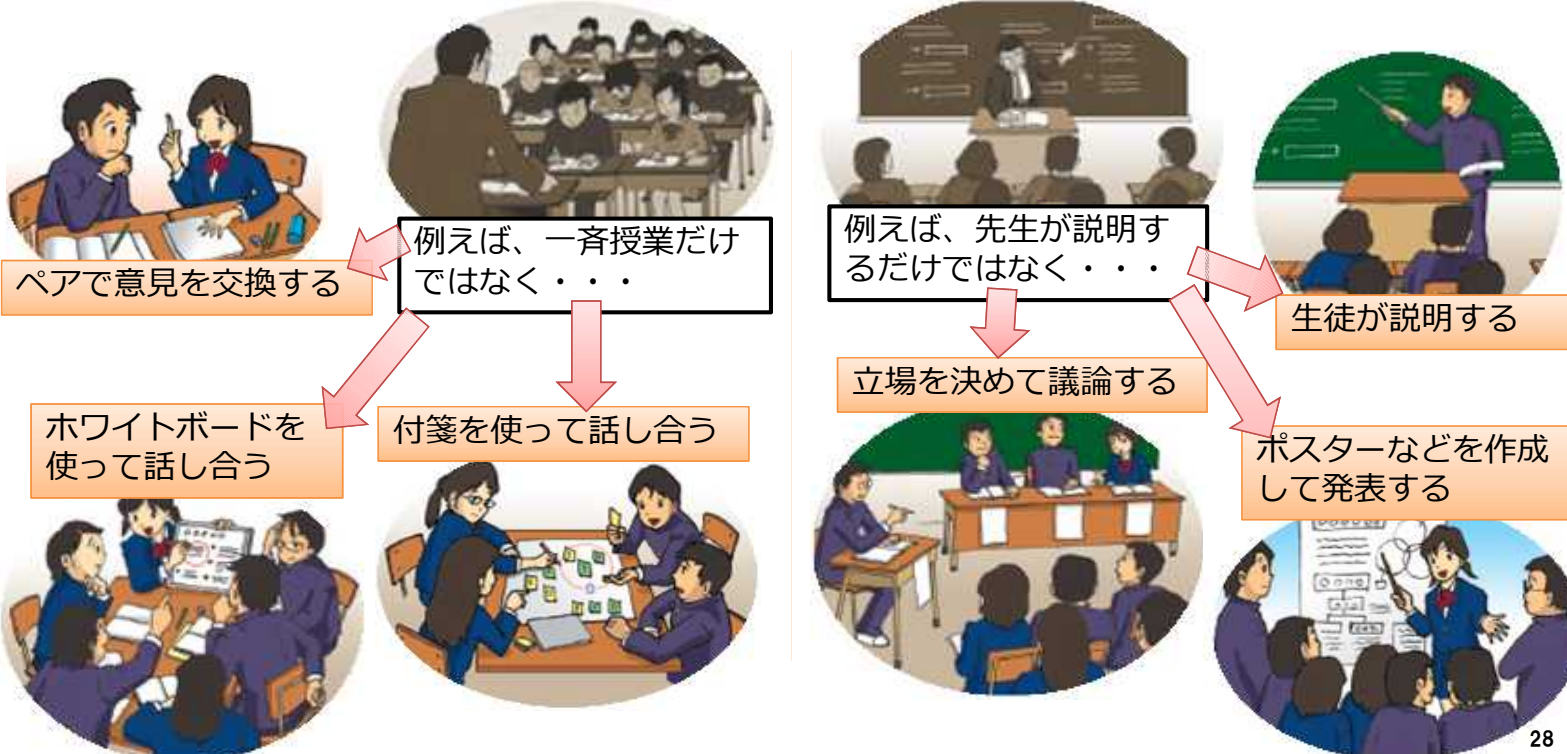 例えば、一斉授業だけ
ではなく・・・
ペアで意見を交換する
ホワイトボードを
使って話し合う
付箋を使って話し合う
例えば、先生が説明す
るだけではなく・・・
生徒が説明する
立場を決めて議論する
ポスターなどを作成
して発表する
28